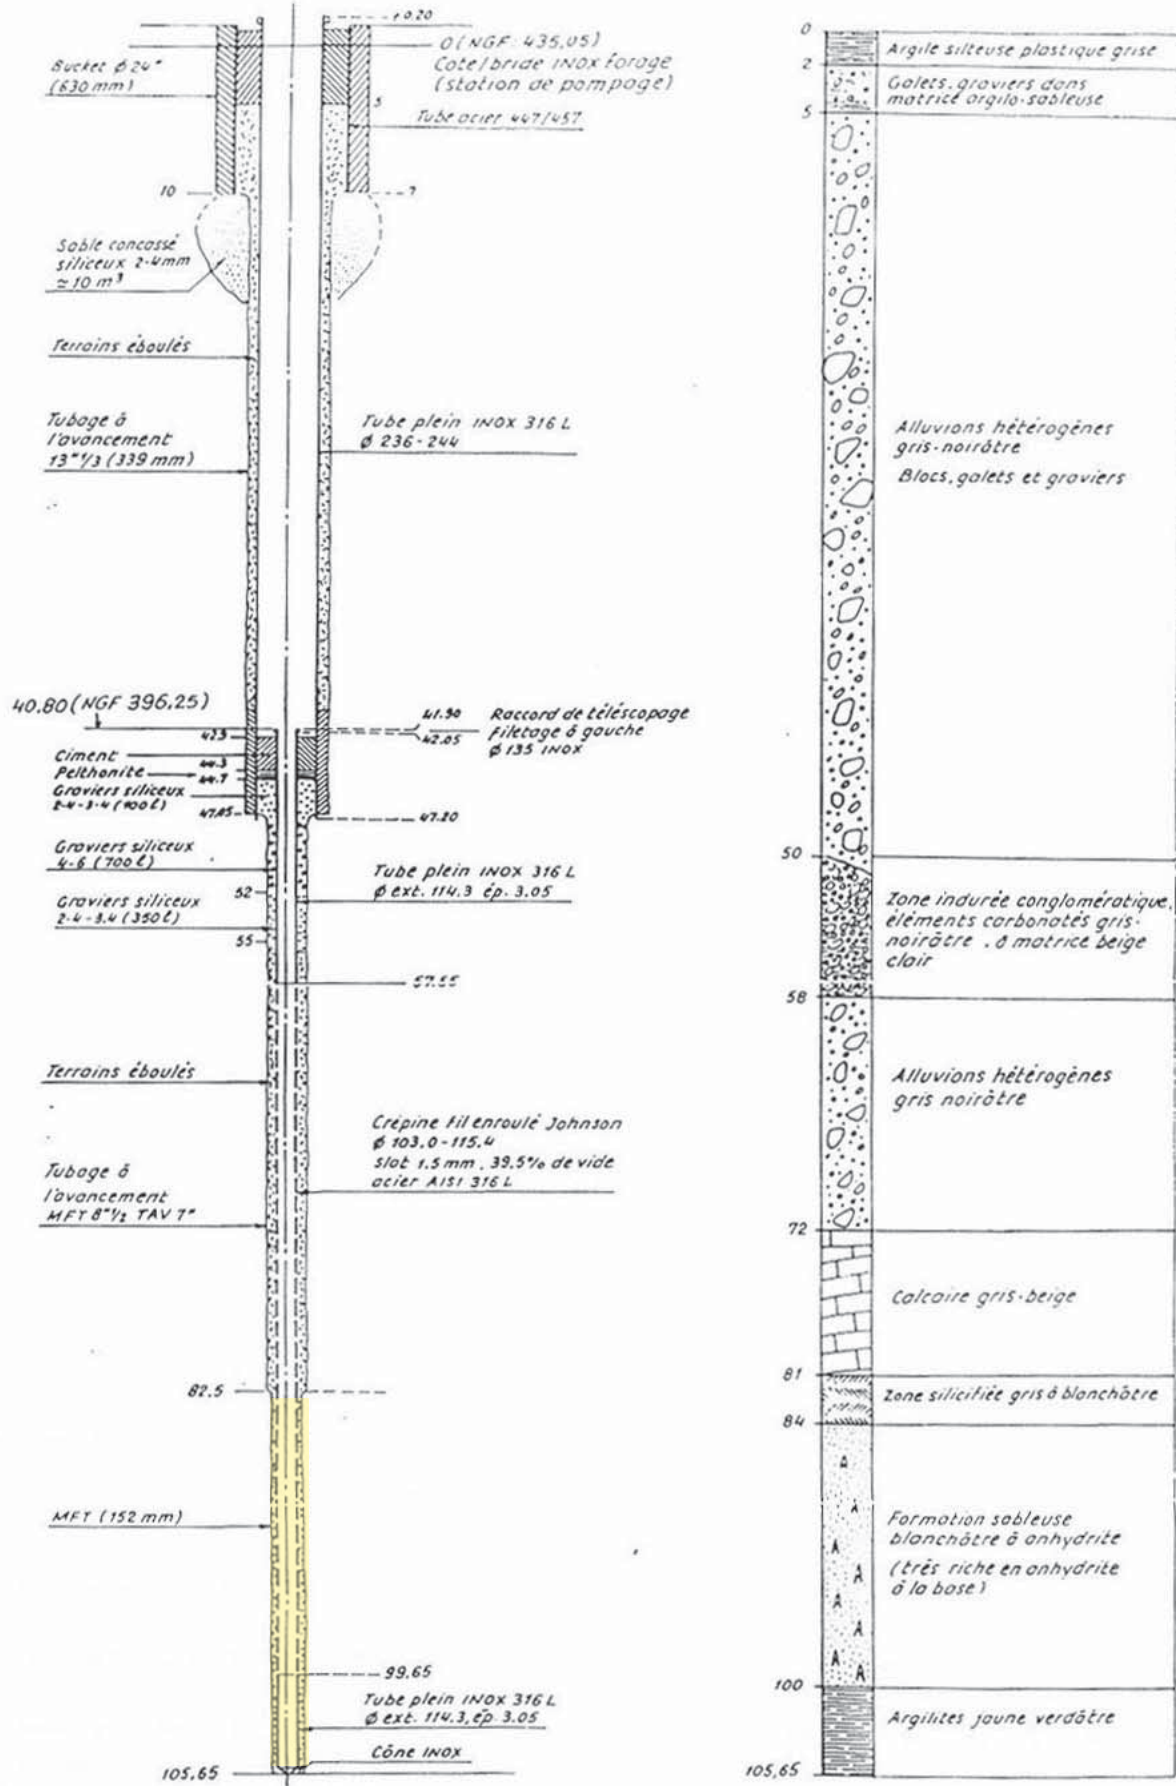 +0.20
0 (NGF: 435,05)
Cote/bride INOX Forage
(station de pompage)
Bucket ø 24"
(630 mm)
5
Tube acier 447/457
10
7
Sable concassé
siliceux 2-4mm
≃ 10 m³
Terrains éboulés
Tubage à
l'avancement
13"1/3 (339 mm)
Tube plein INOX 316 L
ø 236-244
40.80 (NGF 396,25)
41.90
42.05
Raccord de téléscopage
Filetage à gauche
ø 135 INOX
42.3
Ciment
44.3
Pelthonite
44.7
Graviers siliceux
47.20
Graviers siliceux
4-6 (700 l)
52
Tube plein INOX 316 L
ø ext. 114.3 ép. 3.05
Graviers siliceux
2-4-3.4 (350 l)
55
57.55
Terrains éboulés
Crépine fil enroulé Johnson
ø 103.0-115.4
slot 1.5 mm, 39.5% de vide
acier AISI 316 L
Tubage à
l'avancement
MFT 8"1/2 TAV 7"
82.5
MFT (152 mm)
99.65
Tube plein INOX 316 L
ø ext. 114.3, ép. 3.05
Cône INOX
105,65
0
Argile silteuse plastique grise
2
Galets, graviers dans
matrice argilo-sableuse
5
Alluvions hétérogènes
gris-noirâtre
Blocs, galets et graviers
50
Zone indurée conglomératique,
éléments carbonatés gris-
noirâtre, à matrice beige
clair
58
Alluvions hétérogènes
gris noirâtre
72
Calcaire gris-beige
81
Zone silicifiée gris à blanchâtre
84
A
A
A
A
A
A
A
A
Formation sableuse
blanchâtre à anhydrite
(très riche en anhydrite
à la base)
100
Argilites jaune verdâtre
105,65